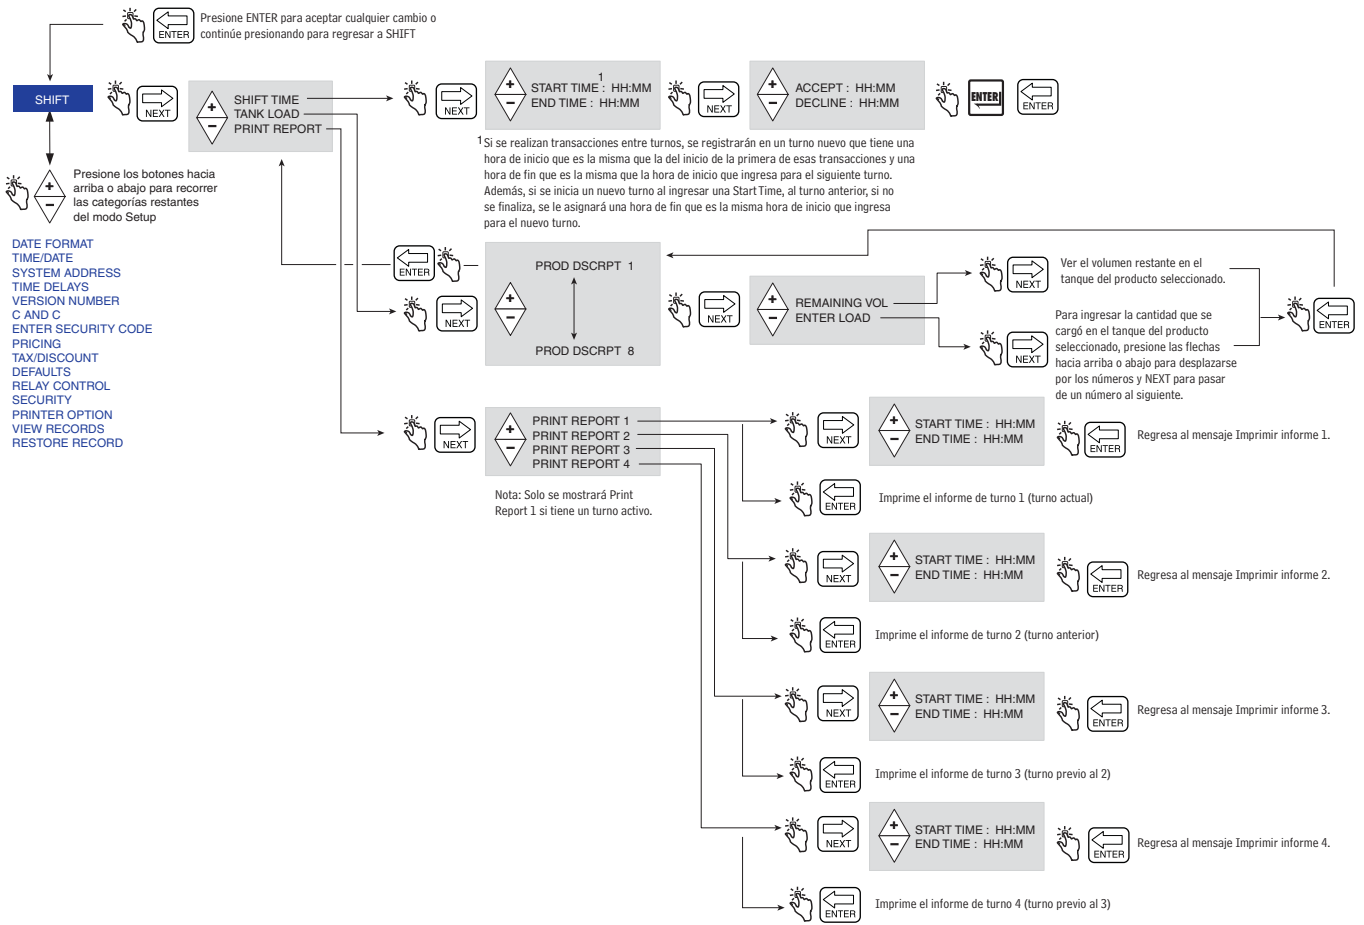 Presione ENTER para aceptar cualquier cambio o
continúe presionando para regresar a SHIFT
ENTER
SHIFT
NEXT
SHIFT TIME
TANK LOAD
PRINT REPORT
NEXT
1
START TIME : HH:MM
END TIME : HH:MM
NEXT
ACCEPT : HH:MM
DECLINE : HH:MM
ENTER
ENTER
1 Si se realizan transacciones entre turnos, se registrarán en un turno nuevo que tiene una
hora de inicio que es la misma que la del inicio de la primera de esas transacciones y una
hora de fin que es la misma que la hora de inicio que ingresa para el siguiente turno.
Además, si se inicia un nuevo turno al ingresar una Start Time, al turno anterior, si no
se finaliza, se le asignará una hora de fin que es la misma hora de inicio que ingresa
para el nuevo turno.
Presione los botones hacia
arriba o abajo para recorrer
las categorías restantes
del modo Setup
DATE FORMAT
TIME/DATE
SYSTEM ADDRESS
TIME DELAYS
VERSION NUMBER
C AND C
ENTER SECURITY CODE
PRICING
TAX/DISCOUNT
DEFAULTS
RELAY CONTROL
SECURITY
PRINTER OPTION
VIEW RECORDS
RESTORE RECORD
ENTER
NEXT
PROD DSCRPT 1
PROD DSCRPT 8
NEXT
REMAINING VOL
ENTER LOAD
NEXT
Ver el volumen restante en el
tanque del producto seleccionado.
NEXT
Para ingresar la cantidad que se
cargó en el tanque del producto
seleccionado, presione las flechas
hacia arriba o abajo para desplazarse
por los números y NEXT para pasar
de un número al siguiente.
ENTER
NEXT
PRINT REPORT 1
PRINT REPORT 2
PRINT REPORT 3
PRINT REPORT 4
Nota: Solo se mostrará Print
Report 1 si tiene un turno activo.
NEXT
START TIME : HH:MM
END TIME : HH:MM
ENTER
Regresa al mensaje Imprimir informe 1.
ENTER
Imprime el informe de turno 1 (turno actual)
NEXT
START TIME : HH:MM
END TIME : HH:MM
ENTER
Regresa al mensaje Imprimir informe 2.
ENTER
Imprime el informe de turno 2 (turno anterior)
NEXT
START TIME : HH:MM
END TIME : HH:MM
ENTER
Regresa al mensaje Imprimir informe 3.
ENTER
Imprime el informe de turno 3 (turno previo al 2)
NEXT
START TIME : HH:MM
END TIME : HH:MM
ENTER
Regresa al mensaje Imprimir informe 4.
ENTER
Imprime el informe de turno 4 (turno previo al 3)